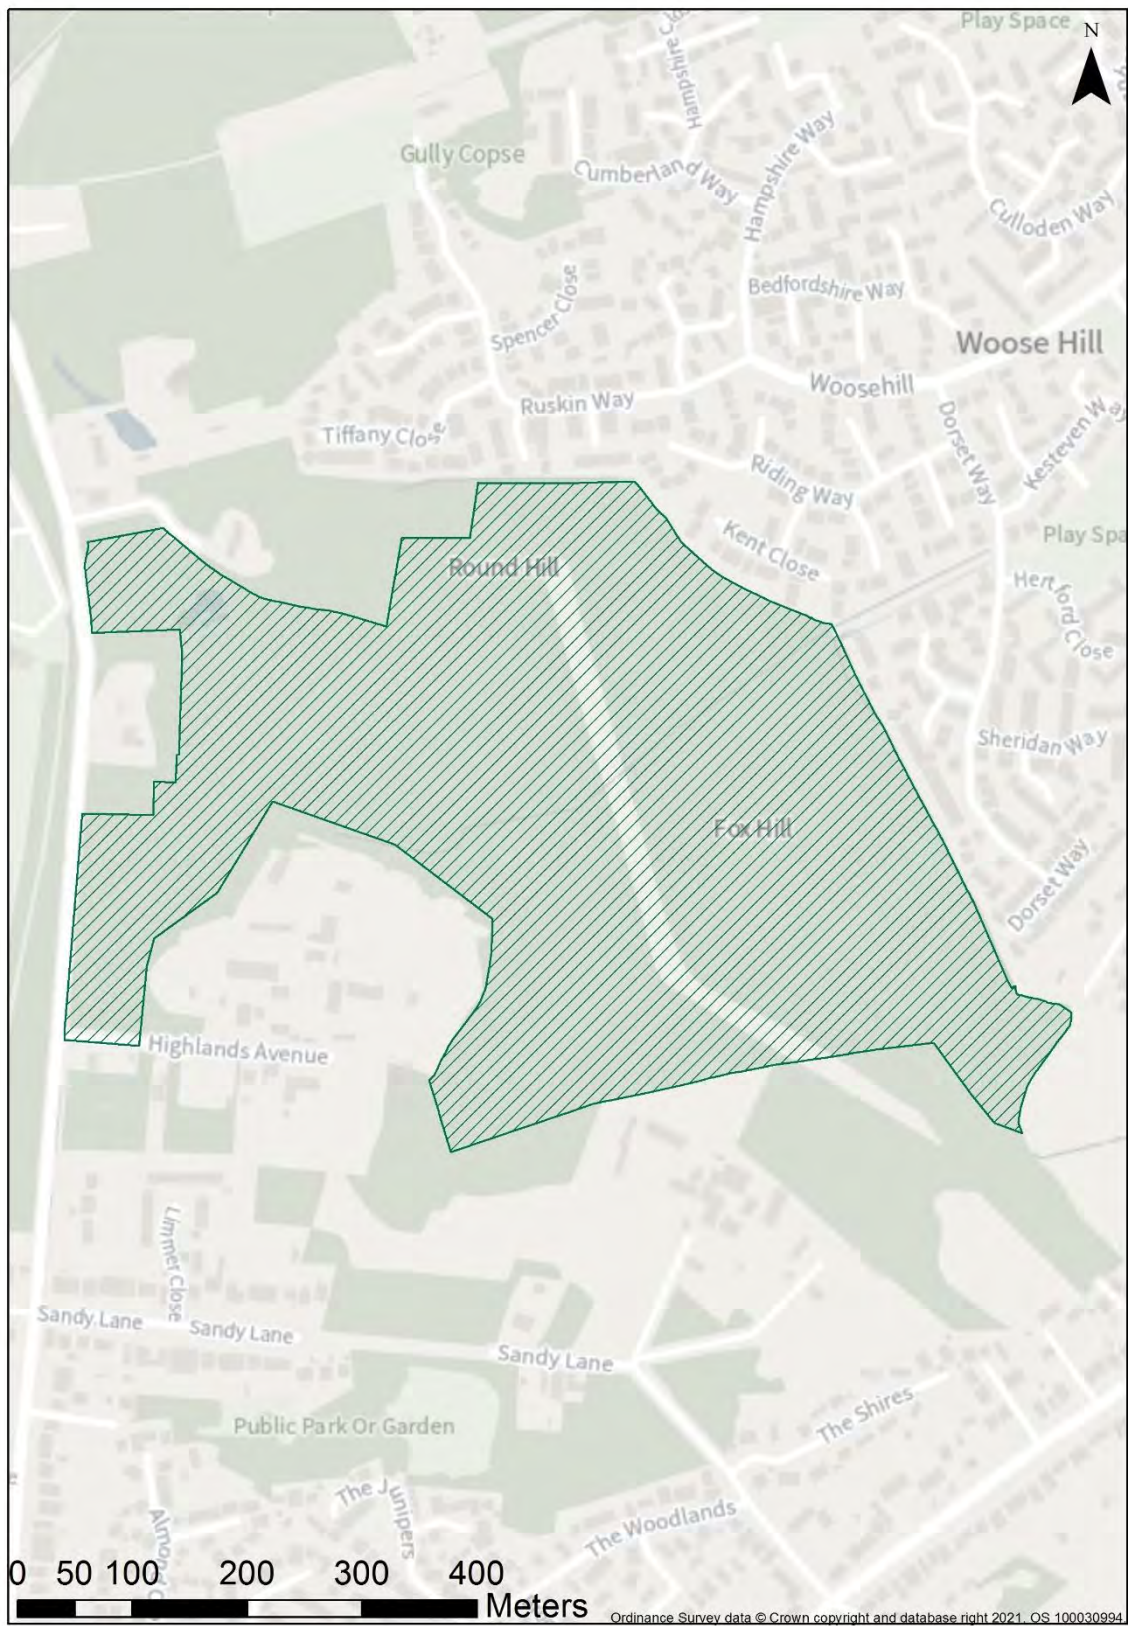 Play Space
N
Hampshire
Gully Copse
Cumberland Way
Hampshire Way
Culloden Way
Spencer Close
Bedfordshire Way
Woose Hill
Ruskin Way
Woosehill
Tiffany Close
Dorset Way
Kesteven Way
Riding Way
Kent Close
Play Spa
Round Hill
Hertford Close
Sheridan Way
Fox Hill
Dorset Way
Highlands Avenue
Limmer Close
Sandy Lane
Sandy Lane
Sandy Lane
The Shires
Public Park Or Garden
The Junipers
The Woodlands
0 50 100 200 300 400
Meters
Ordinance Survey data © Crown copyright and database right 2021. OS 100030994.